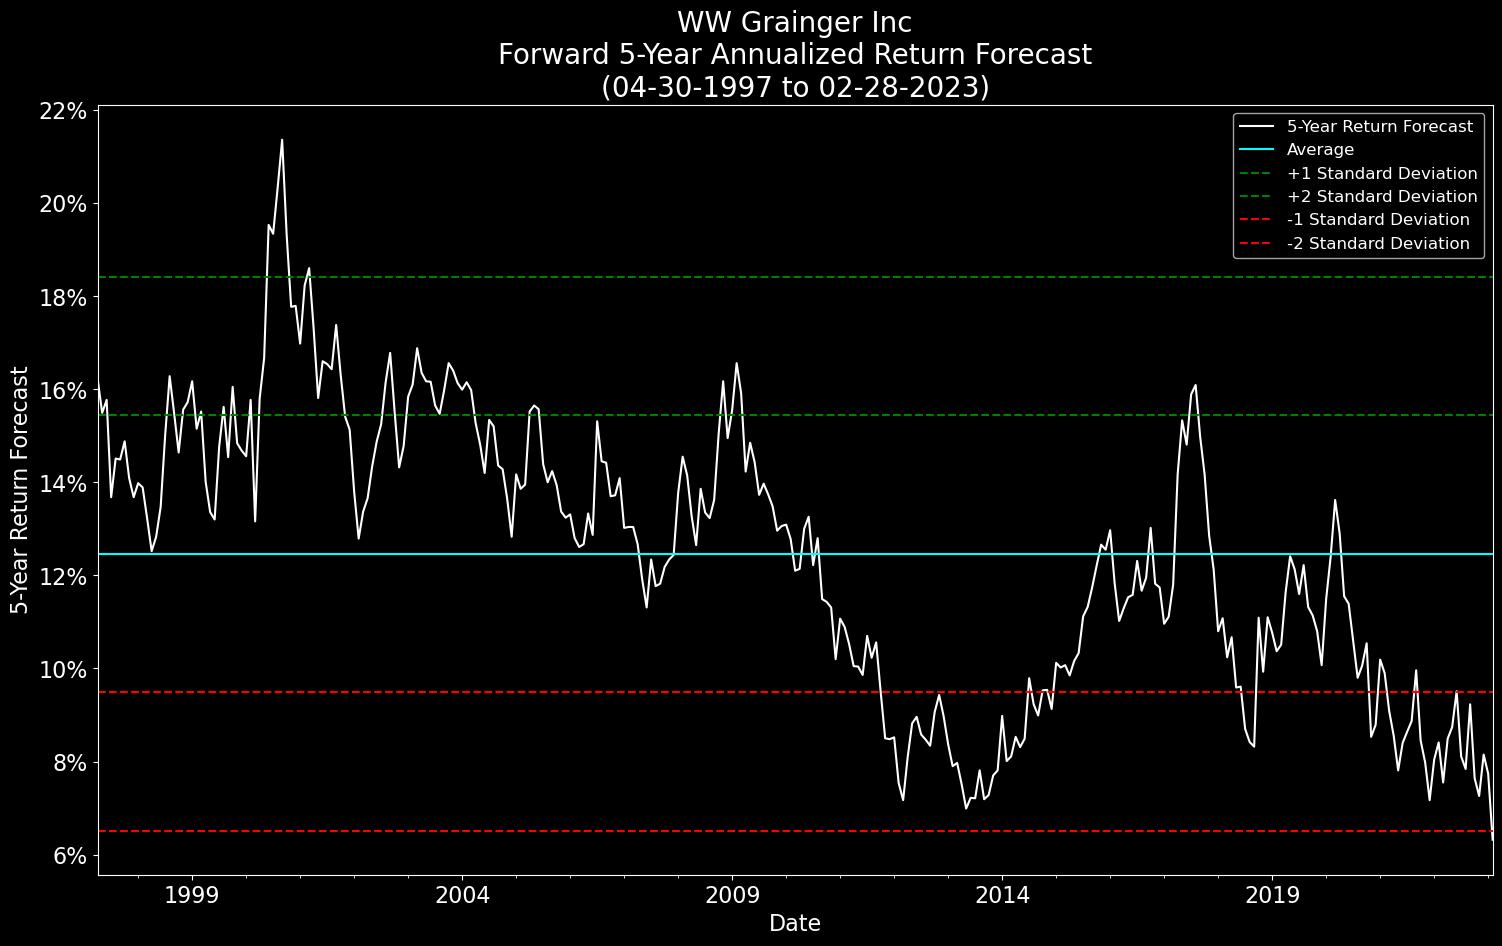 WW Grainger Inc
Forward 5-Year Annualized Return Forecast
(04-30-1997 to 02-28-2023)
22%
20%
18%
16%
14%
12%
10%
8%
6%
5-Year Return Forecast
5-Year Return Forecast
Average
+1 Standard Deviation
+2 Standard Deviation
-1 Standard Deviation
-2 Standard Deviation
1999
2004
2009
2014
2019
Date